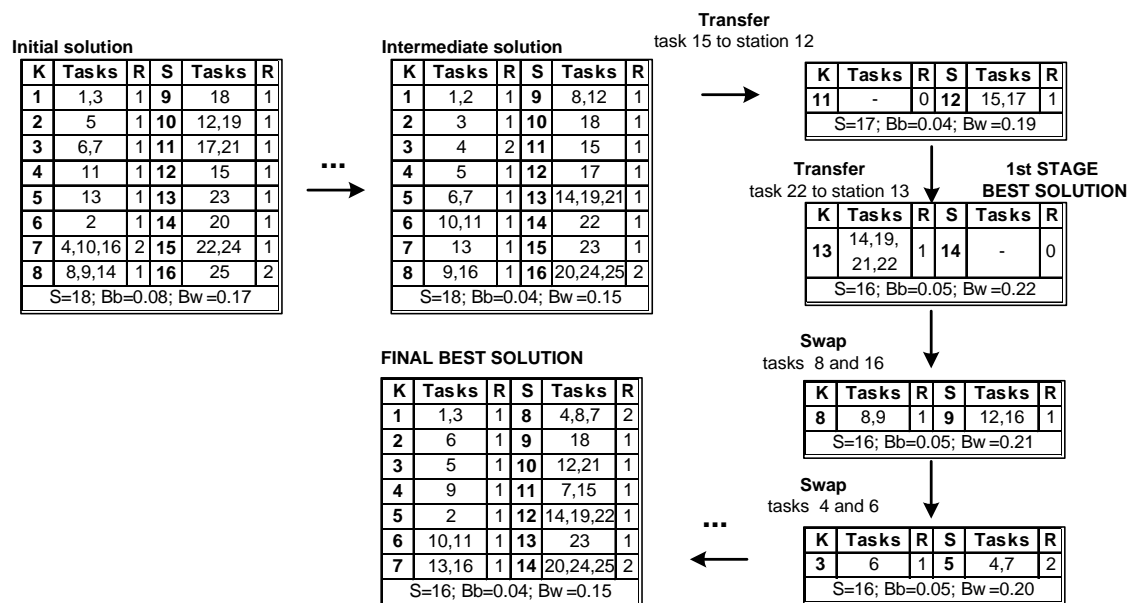 Initial solution
K Tasks R S Tasks R
1 1,3 1 9 18 1
2 5 1 10 12,19 1
3 6,7 1 11 17,21 1
4 11 1 12 15 1
5 13 1 13 23 1
6 2 1 14 20 1
7 4,10,16 2 15 22,24 1
8 8,9,14 1 16 25 2
S=18; Bb=0.08; Bw=0.17
...
Intermediate solution
K Tasks R S Tasks R
1 1,2 1 9 8,12 1
2 3 1 10 18 1
3 4 2 11 15 1
4 5 1 12 17 1
5 6,7 1 13 14,19,21 1
6 10,11 1 14 22 1
7 13 1 15 23 1
8 9,16 1 16 20,24,25 2
S=18; Bb=0.04; Bw=0.15
Transfer
task 15 to station 12
K Tasks R S Tasks R
11 - 0 12 15,17 1
S=17; Bb=0.04; Bw=0.19
Transfer
task 22 to station 13
1st STAGE
BEST SOLUTION
K Tasks R S Tasks R
13 14,19, 1 14 - 0
21,22
S=16; Bb=0.05; Bw=0.22
Swap
tasks 8 and 16
K Tasks R S Tasks R
8 8,9 1 9 12,16 1
S=16; Bb=0.05; Bw=0.21
Swap
tasks 4 and 6
K Tasks R S Tasks R
3 6 1 5 4,7 2
S=16; Bb=0.05; Bw=0.20
...
FINAL BEST SOLUTION
K Tasks R S Tasks R
1 1,3 1 8 4,8,7 2
2 6 1 9 18 1
3 5 1 10 12,21 1
4 9 1 11 7,15 1
5 2 1 12 14,19,22 1
6 10,11 1 13 23 1
7 13,16 1 14 20,24,25 2
S=16; Bb=0.04; Bw=0.15